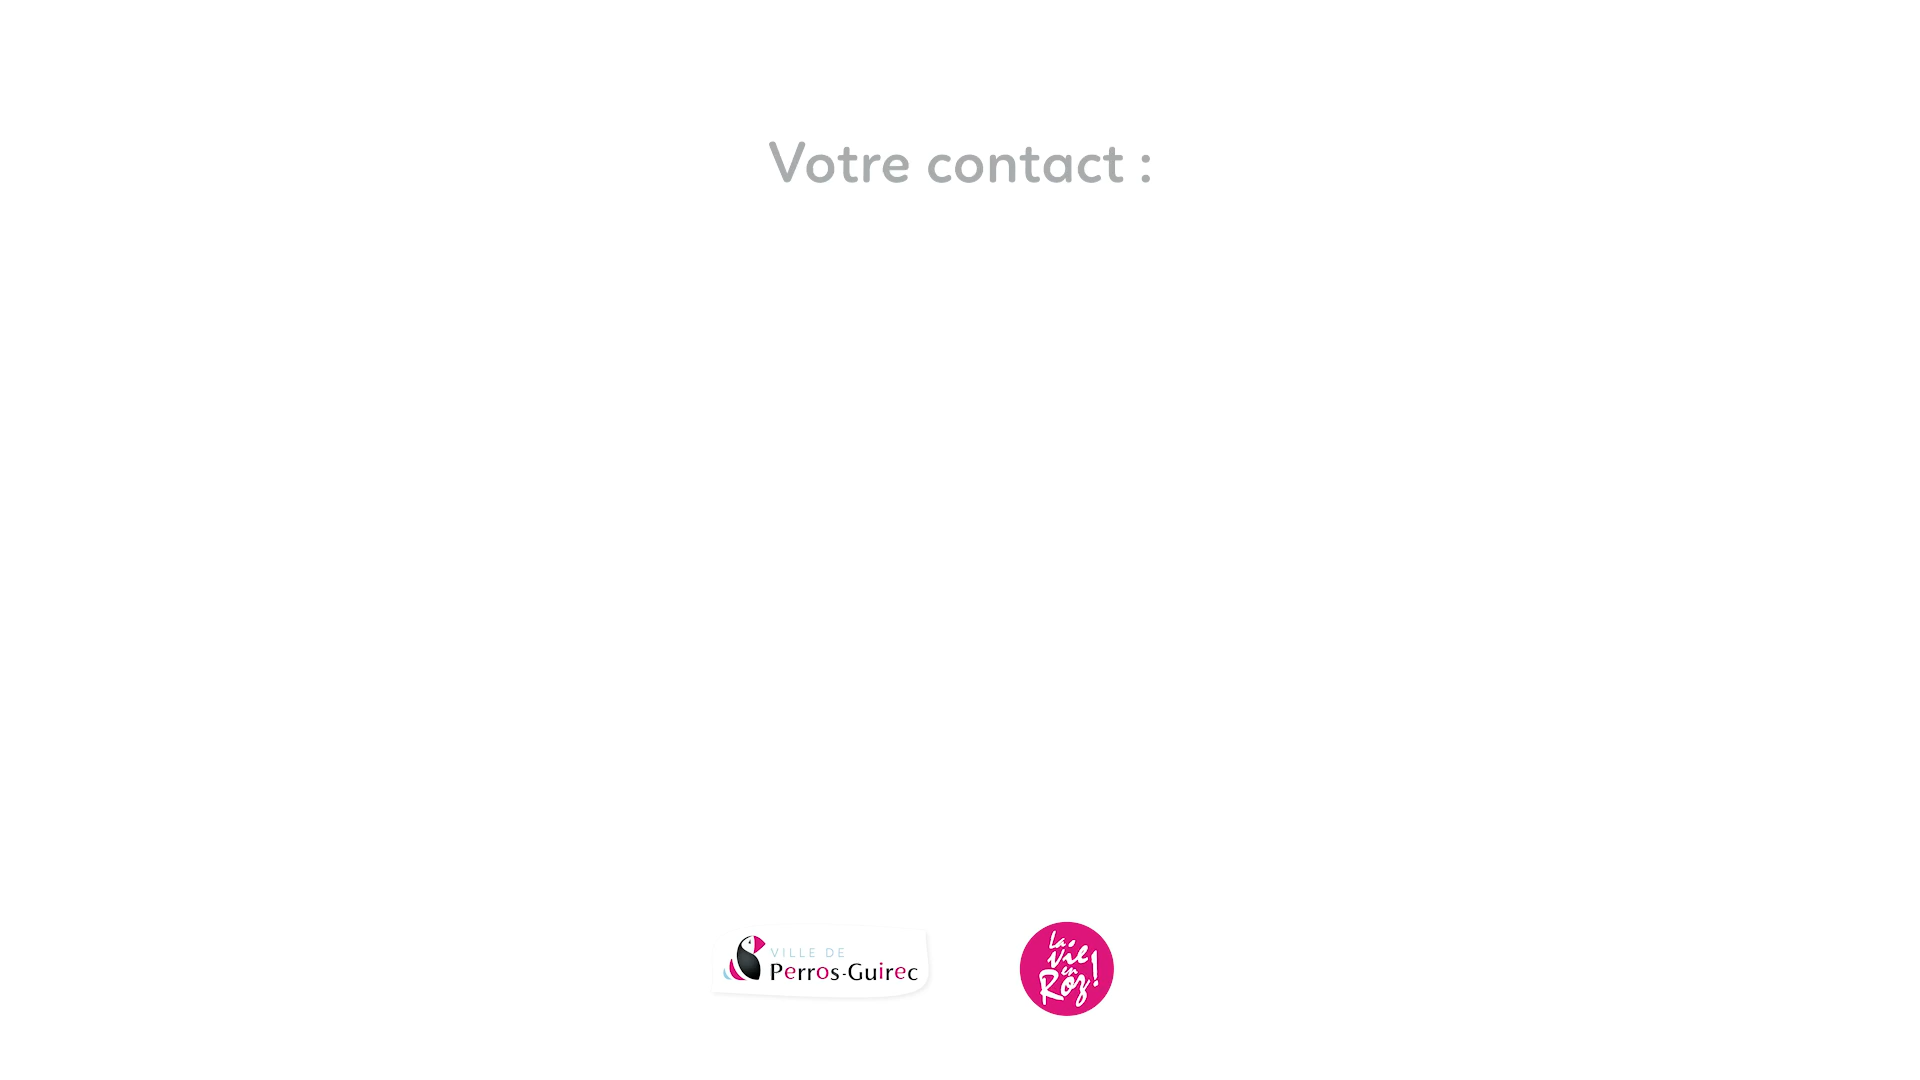 Votre contact :
VILLE DE
Perros-Guirec
La
Vie
en
Roz!